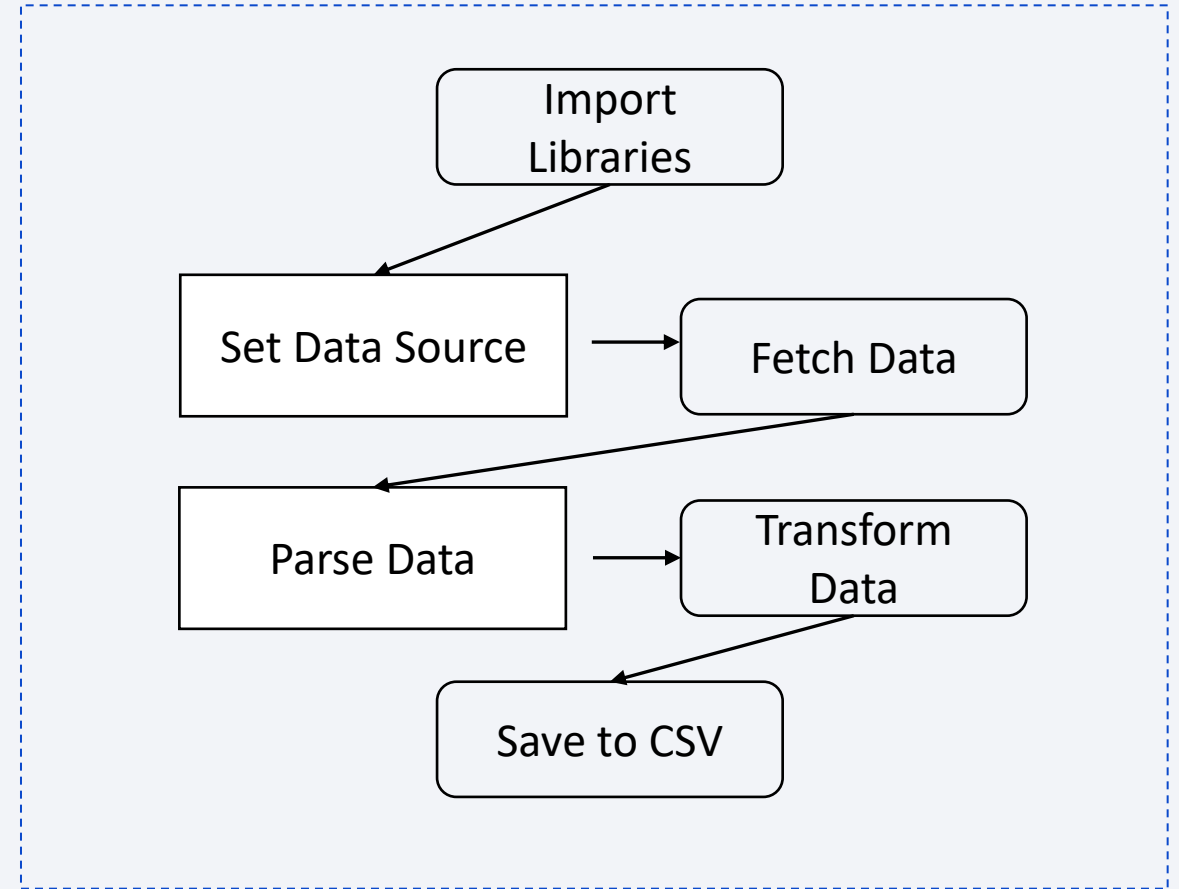 Import
Libraries
Set Data Source
Fetch Data
Parse Data
Transform
Data
Save to CSV